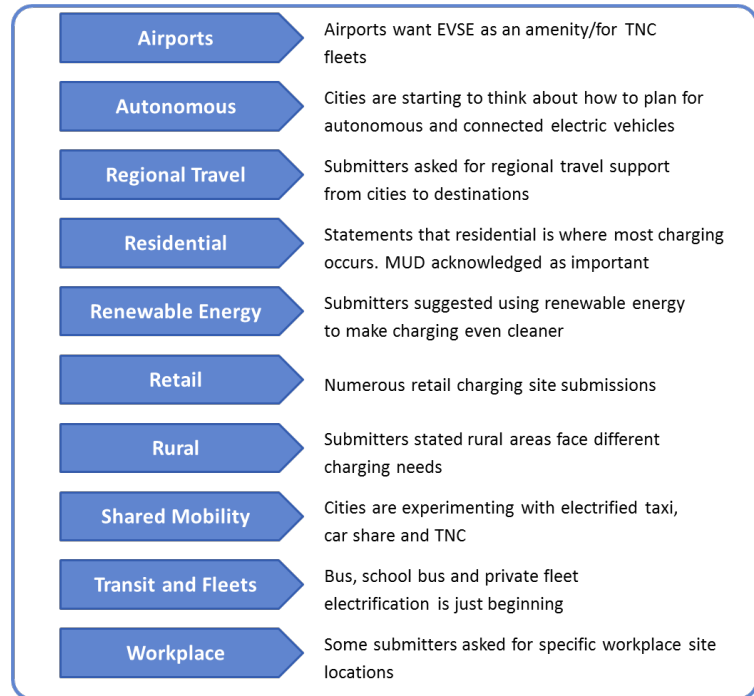 Airports
Airports want EVSE as an amenity/for TNC
fleets
Autonomous
Cities are starting to think about how to plan for
autonomous and connected electric vehicles
Regional Travel
Submitters asked for regional travel support
from cities to destinations
Residential
Statements that residential is where most charging
occurs. MUD acknowledged as important
Renewable Energy
Submitters suggested using renewable energy
to make charging even cleaner
Retail
Numerous retail charging site submissions
Rural
Submitters stated rural areas face different
charging needs
Shared Mobility
Cities are experimenting with electrified taxi,
car share and TNC
Transit and Fleets
Bus, school bus and private fleet
electrification is just beginning
Workplace
Some submitters asked for specific workplace site
locations